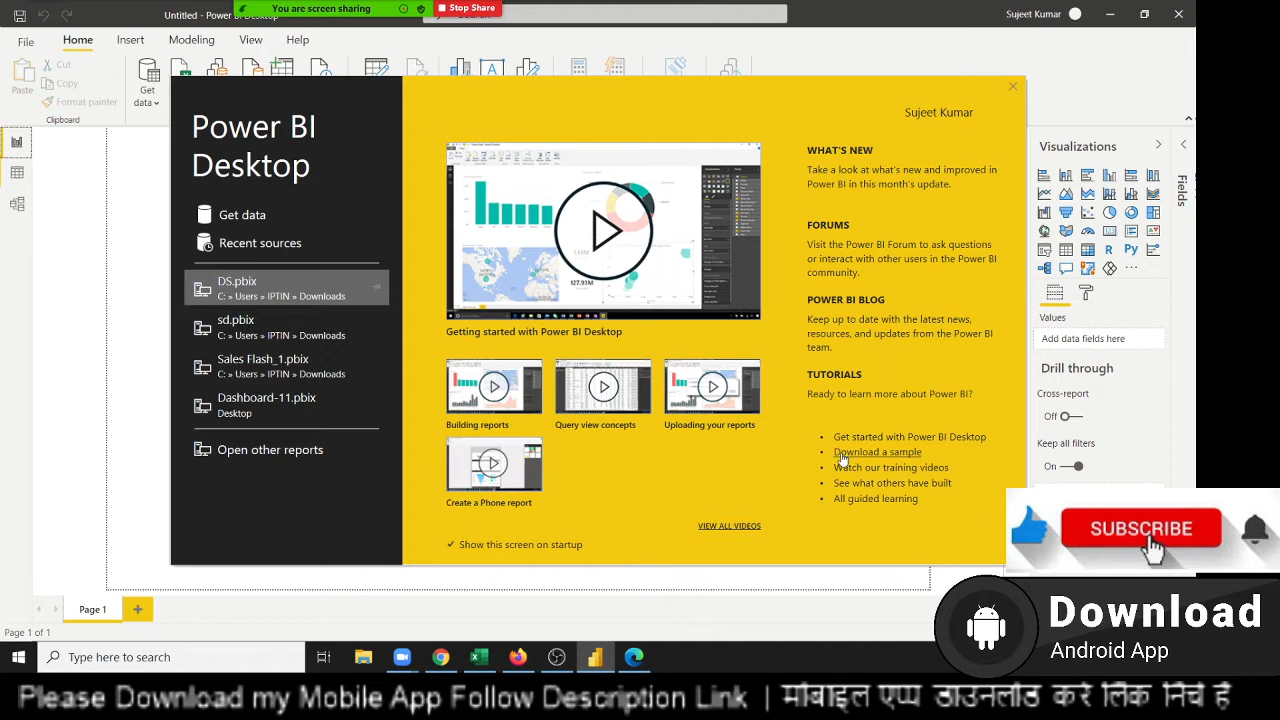 You are screen sharing
Stop Share
Untitled - Power BI Desktop
Search
Sujeet Kumar
File
Home
Insert
Modeling
View
Help
Cut
Copy
Format painter
Paste
Clipboard
Get
data
Power BI
Desktop
Get data
Recent sources
DS.pbix
C: » Users » IPTIN » Downloads
sd.pbix
C: » Users » IPTIN » Downloads
Sales Flash_1.pbix
C: » Users » IPTIN » Downloads
Dashboard-11.pbix
Desktop
Open other reports
Sujeet Kumar
127.93M
Getting started with Power BI Desktop
Building reports
Query view concepts
Uploading your reports
Create a Phone report
VIEW ALL VIDEOS
Show this screen on startup
WHAT'S NEW
Take a look at what's new and improved in
Power BI in this month's update.
FORUMS
Visit the Power BI Forum to ask questions
or interact with other users in the Power BI
community.
POWER BI BLOG
Keep up to date with the latest news,
resources, and updates from the Power BI
team.
TUTORIALS
Ready to learn more about Power BI?
• Get started with Power BI Desktop
• Download a sample
• Watch our training videos
• See what others have built
• All guided learning
Visualizations
Fields
R Py
Values
Add data fields here
Drill through
Cross-report
Off
Keep all filters
On
SUBSCRIBE
Download
Android App
Page 1
Page 1 of 1
Type here to search
Please Download my Mobile App Follow Description Link | मोबाइल एप्प डाउनलोड करे लिंक निचे है